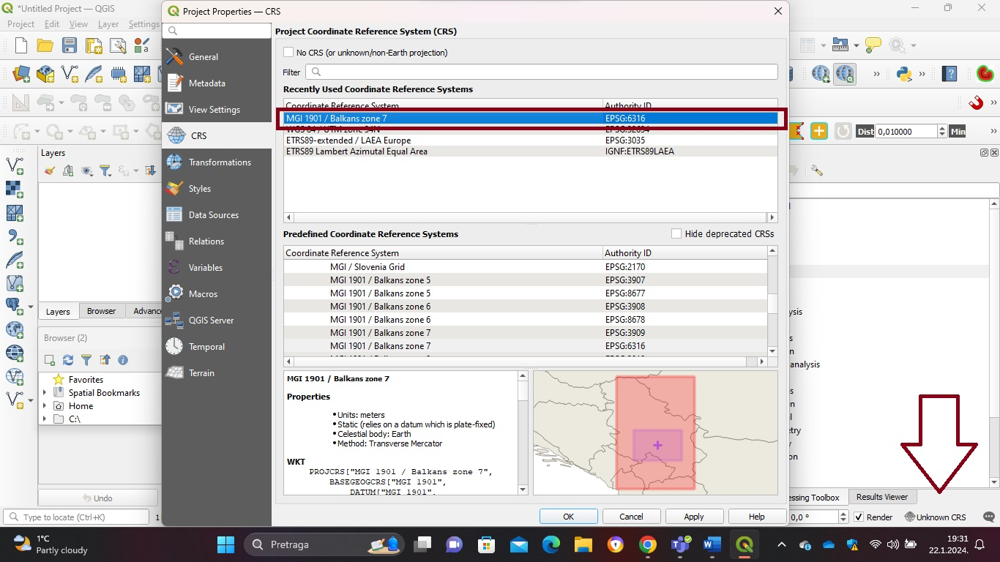 *Untitled Project — QGIS
Project Edit View Layer Settings
Project Properties — CRS
General
Metadata
View Settings
CRS
Transformations
Styles
Data Sources
Relations
Variables
Macros
QGIS Server
Temporal
Terrain
Project Coordinate Reference System (CRS)
No CRS (or unknown/non-Earth projection)
Filter
Recently Used Coordinate Reference Systems
Coordinate Reference System Authority ID
MGI 1901 / Balkans zone 7 EPSG:6316
WGS 84 / UTM zone 34N EPSG:32634
ETRS89-extended / LAEA Europe EPSG:3035
ETRS89 Lambert Azimutal Equal Area IGNF:ETRS89LAEA
Predefined Coordinate Reference Systems Hide deprecated CRSs
Coordinate Reference System Authority ID
MGI / Slovenia Grid EPSG:2170
MGI 1901 / Balkans zone 5 EPSG:3907
MGI 1901 / Balkans zone 5 EPSG:8677
MGI 1901 / Balkans zone 6 EPSG:3908
MGI 1901 / Balkans zone 6 EPSG:8678
MGI 1901 / Balkans zone 7 EPSG:3909
MGI 1901 / Balkans zone 7 EPSG:6316
MGI 1901 / Balkans zone 7
Properties
•Units: meters
•Static (relies on a datum which is plate-fixed)
•Celestial body: Earth
•Method: Transverse Mercator
WKT
PROJCRS["MGI 1901 / Balkans zone 7",
BASEGEOGCRS["MGI 1901",
DATUM["MGI 1901",
OK Cancel Apply Help
Layers
Layers Browser Advance
Browser (2)
Favorites
Spatial Bookmarks
Home
C:\
Undo
Type to locate (Ctrl+K) 1
Dist 0,010000 Min
ysis
s
n
analysis
s
n
l
try
y
on
essing Toolbox Results Viewer
0,0 ° Render Unknown CRS
1°C
Partly cloudy
Pretraga
19:31
22.1.2024.